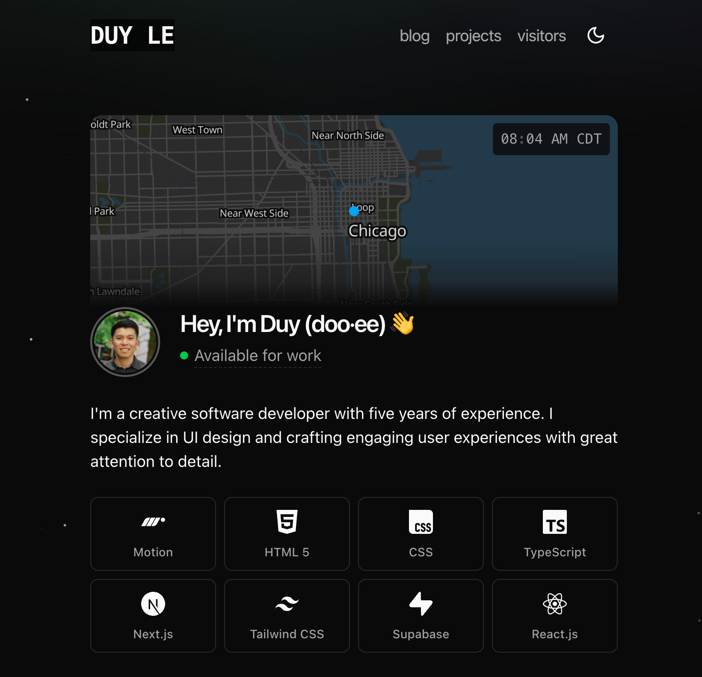 DUY LE
blog projects visitors
oldt Park
West Town
Near North Side
08:04 AM CDT
l Park
Near West Side
Loop
Chicago
n Lawndale
Hey, I'm Duy (doo·ee) 👋
Available for work
I'm a creative software developer with five years of experience. I
specialize in UI design and crafting engaging user experiences with great
attention to detail.
Motion
HTML 5
CSS
CSS
TS
TypeScript
N
Next.js
Tailwind CSS
Supabase
React.js